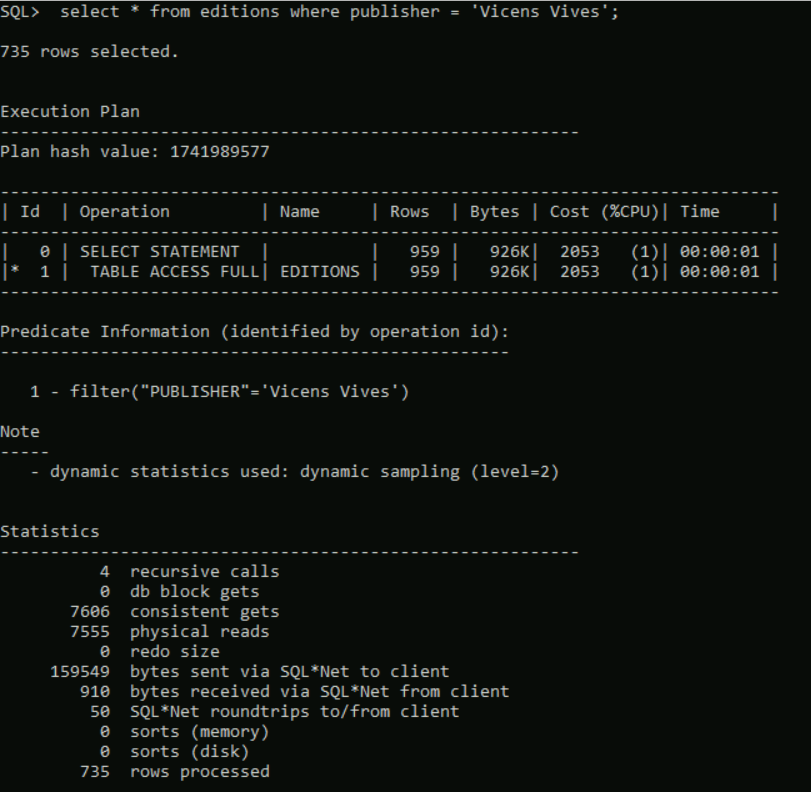 SQL>  select * from editions where publisher = 'Vicens Vives';
735 rows selected.
Execution Plan
----------------------------------------------------------
Plan hash value: 1741989577
------------------------------------------------------------------------------
| Id  | Operation         | Name     | Rows  | Bytes | Cost (%CPU)| Time     |
------------------------------------------------------------------------------
|   0 | SELECT STATEMENT  |          |   959 |   926K|  2053   (1)| 00:00:01 |
|*  1 |  TABLE ACCESS FULL| EDITIONS |   959 |   926K|  2053   (1)| 00:00:01 |
------------------------------------------------------------------------------
Predicate Information (identified by operation id):
---------------------------------------------------
   1 - filter("PUBLISHER"='Vicens Vives')
Note
-----
   - dynamic statistics used: dynamic sampling (level=2)
Statistics
----------------------------------------------------------
          4  recursive calls
          0  db block gets
       7606  consistent gets
       7555  physical reads
          0  redo size
     159549  bytes sent via SQL*Net to client
        910  bytes received via SQL*Net from client
         50  SQL*Net roundtrips to/from client
          0  sorts (memory)
          0  sorts (disk)
        735  rows processed